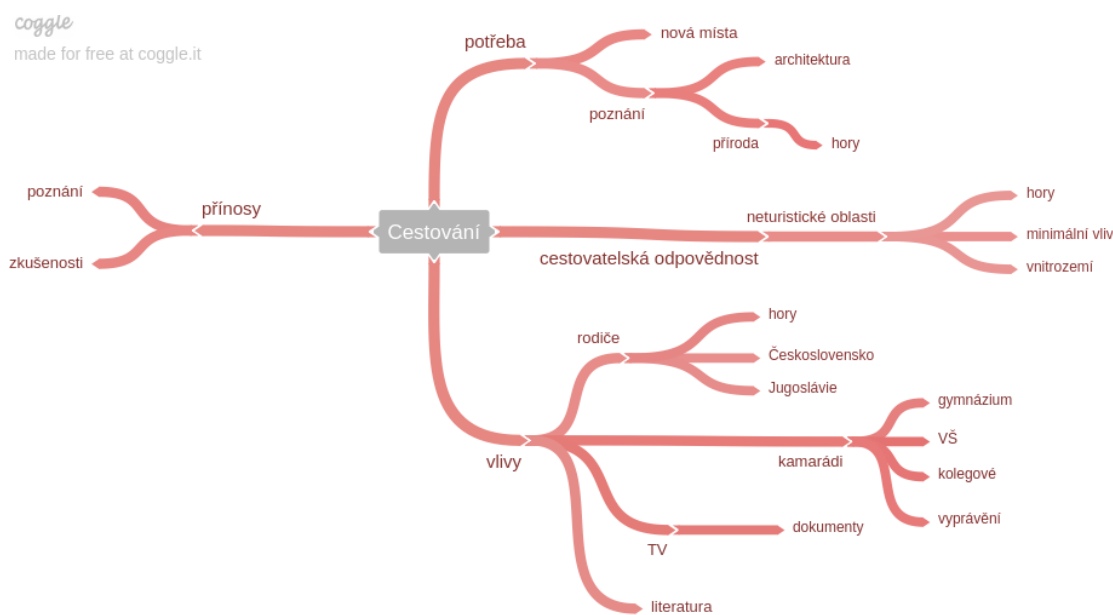 coggle
made for free at coggle.it
Cestování
potřeba
nová místa
poznání
architektura
příroda
hory
cestovatelská odpovědnost
neturistické oblasti
hory
minimální vliv
vnitrozemí
vlivy
rodiče
hory
Československo
Jugoslávie
kamarádi
gymnázium
VŠ
kolegové
vyprávění
TV
dokumenty
literatura
přínosy
poznání
zkušenosti